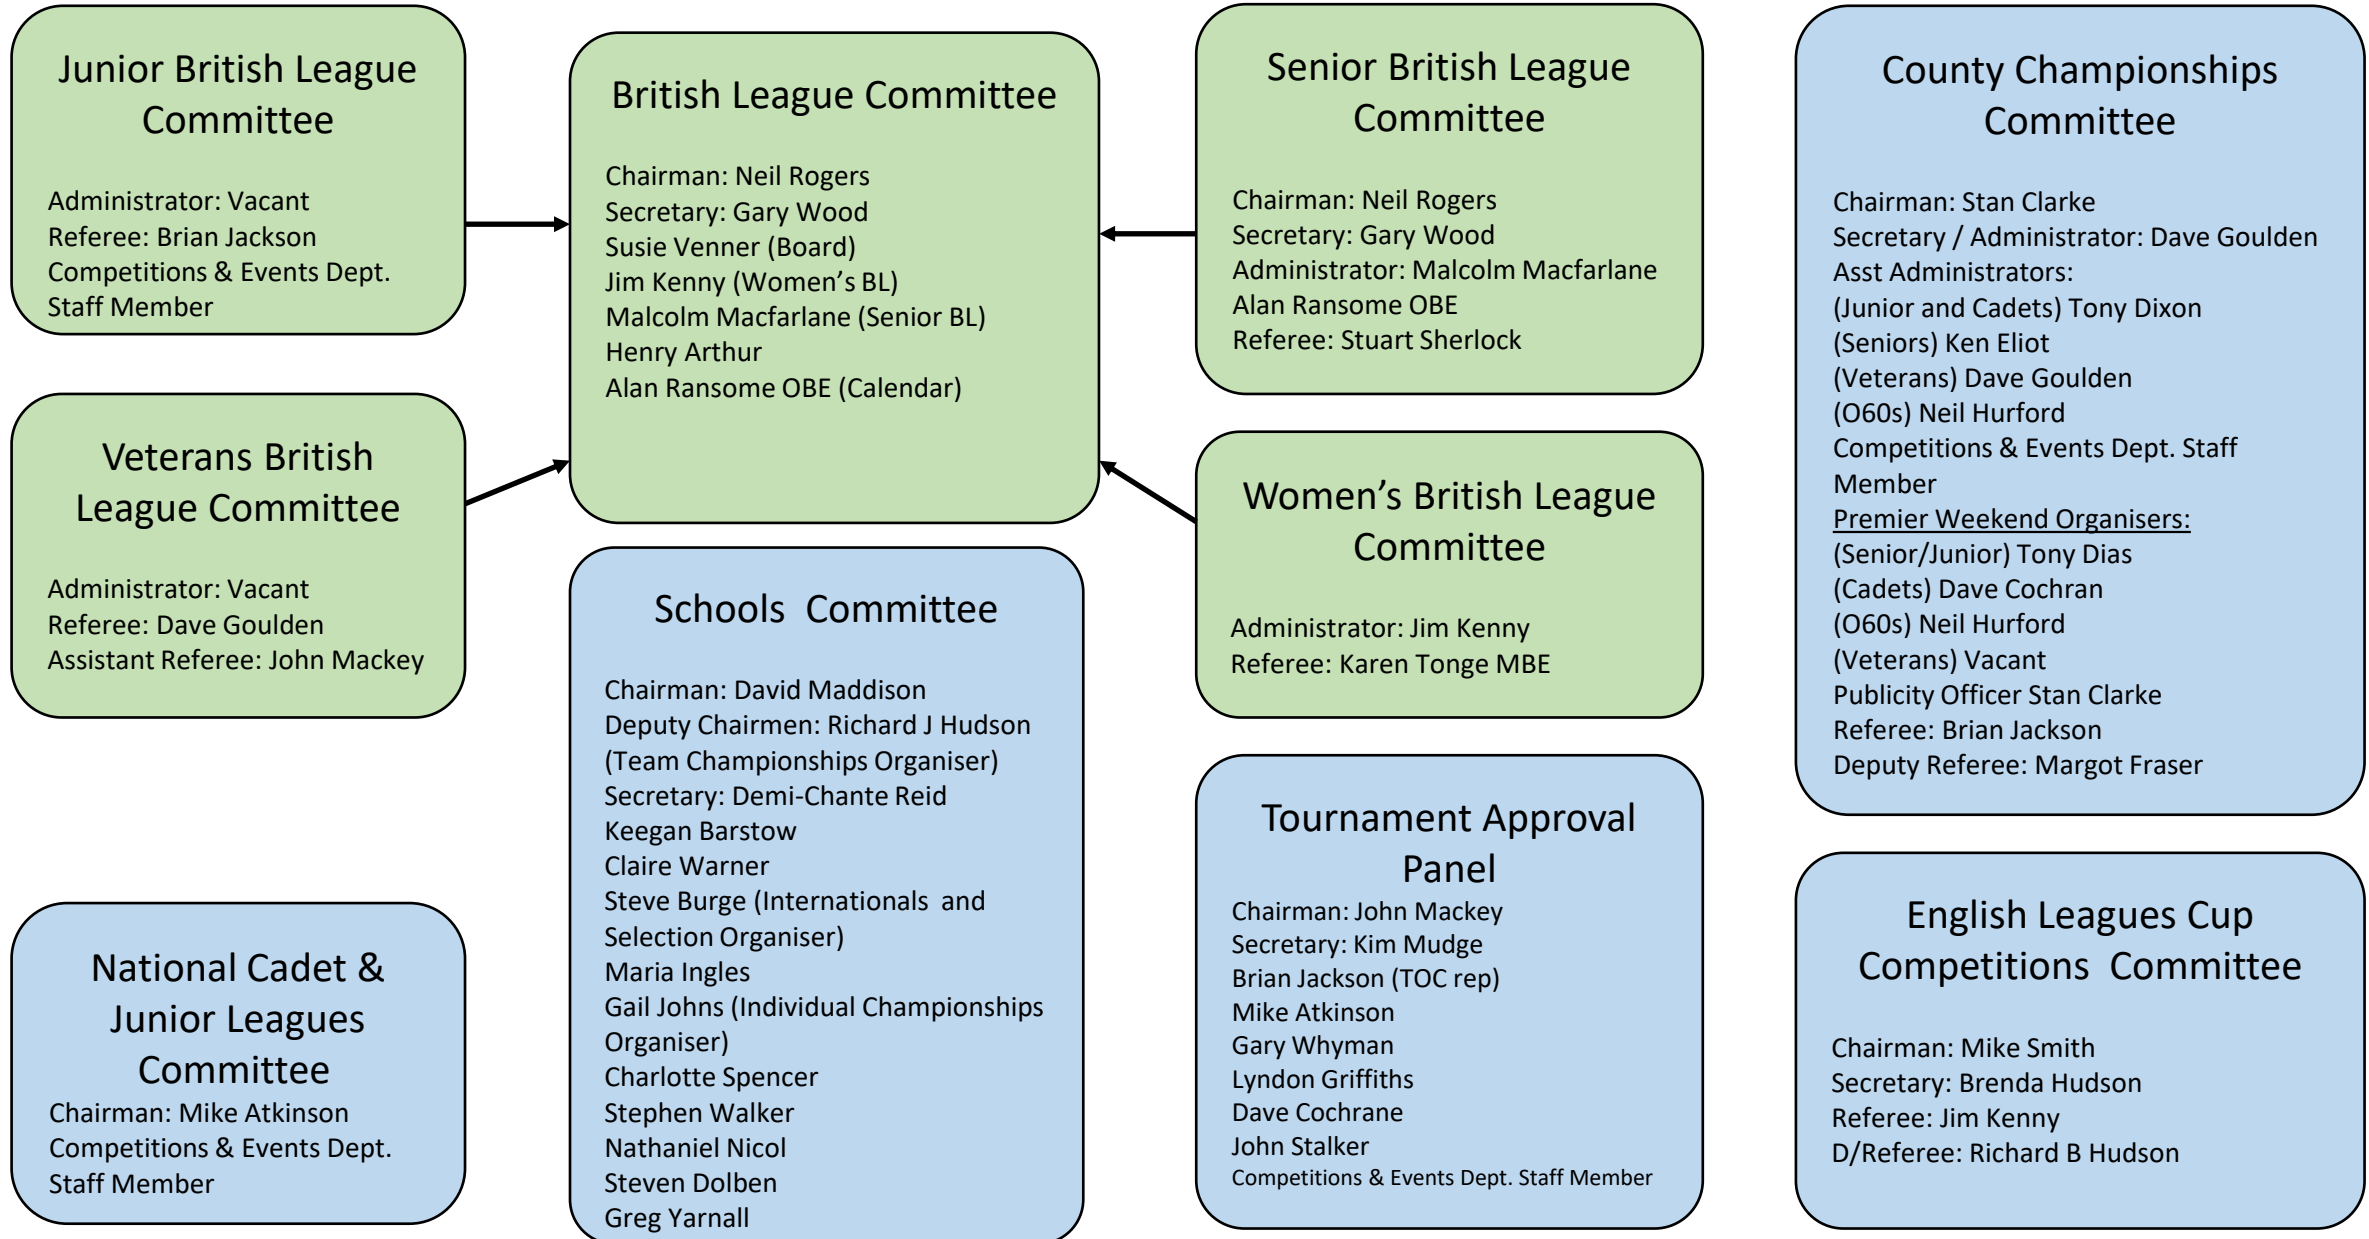 Junior British League
Committee
Administrator: Vacant
Referee: Brian Jackson
Competitions & Events Dept.
Staff Member
Veterans British
League Committee
Administrator: Vacant
Referee: Dave Goulden
Assistant Referee: John Mackey
National Cadet &
Junior Leagues
Committee
Chairman: Mike Atkinson
Competitions & Events Dept.
Staff Member
British League Committee
Chairman: Neil Rogers
Secretary: Gary Wood
Susie Venner (Board)
Jim Kenny (Women’s BL)
Malcolm Macfarlane (Senior BL)
Henry Arthur
Alan Ransome OBE (Calendar)
Schools  Committee
Chairman: David Maddison
Deputy Chairmen: Richard J Hudson
(Team Championships Organiser)
Secretary: Demi-Chante Reid
Keegan Barstow
Claire Warner
Steve Burge (Internationals  and
Selection Organiser)
Maria Ingles
Gail Johns (Individual Championships
Organiser)
Charlotte Spencer
Stephen Walker
Nathaniel Nicol
Steven Dolben
Greg Yarnall
Senior British League
Committee
Chairman: Neil Rogers
Secretary: Gary Wood
Administrator: Malcolm Macfarlane
Alan Ransome OBE
Referee: Stuart Sherlock
Women’s British League
Committee
Administrator: Jim Kenny
Referee: Karen Tonge MBE
Tournament Approval
Panel
Chairman: John Mackey
Secretary: Kim Mudge
Brian Jackson (TOC rep)
Mike Atkinson
Gary Whyman
Lyndon Griffiths
Dave Cochrane
John Stalker
Competitions & Events Dept. Staff Member
County Championships
Committee
Chairman: Stan Clarke
Secretary / Administrator: Dave Goulden
Asst Administrators:
(Junior and Cadets) Tony Dixon
(Seniors) Ken Eliot
(Veterans) Dave Goulden
(O60s) Neil Hurford
Competitions & Events Dept. Staff
Member
Premier Weekend Organisers:
(Senior/Junior) Tony Dias
(Cadets) Dave Cochran
(O60s) Neil Hurford
(Veterans) Vacant
Publicity Officer Stan Clarke
Referee: Brian Jackson
Deputy Referee: Margot Fraser
English Leagues Cup
Competitions  Committee
Chairman: Mike Smith
Secretary: Brenda Hudson
Referee: Jim Kenny
D/Referee: Richard B Hudson